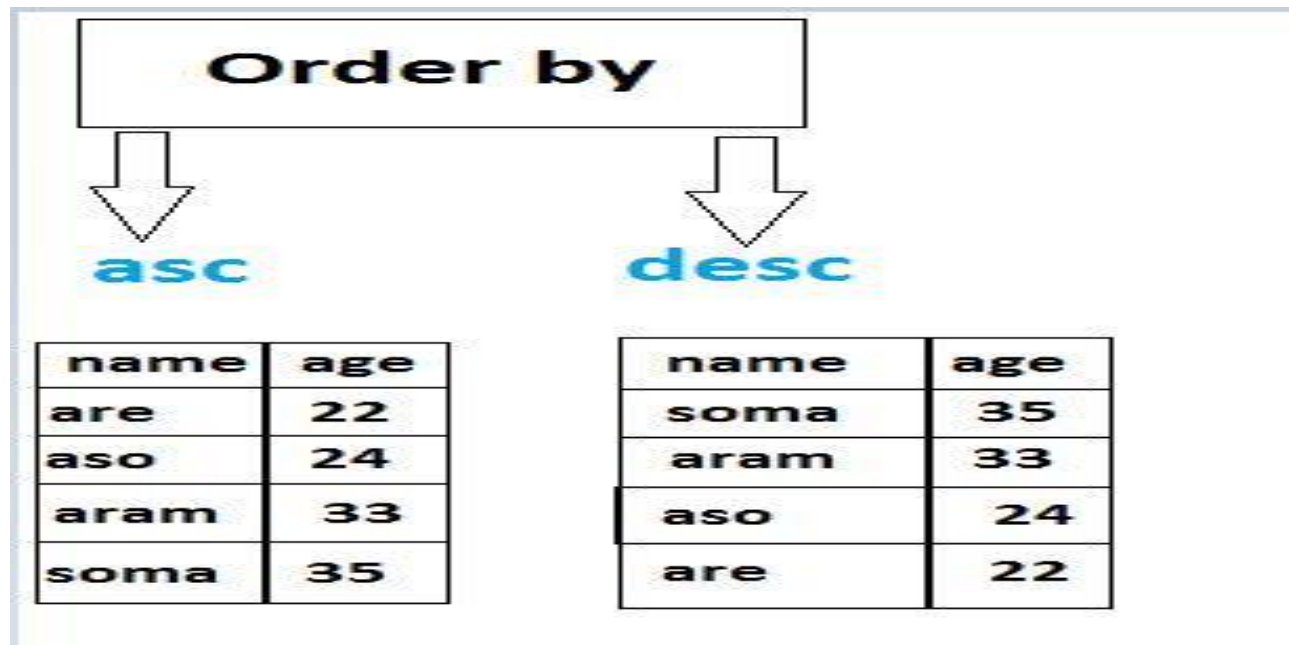 Order by
asc
desc
name age
are 22
aso 24
aram 33
soma 35
name age
soma 35
aram 33
aso 24
are 22